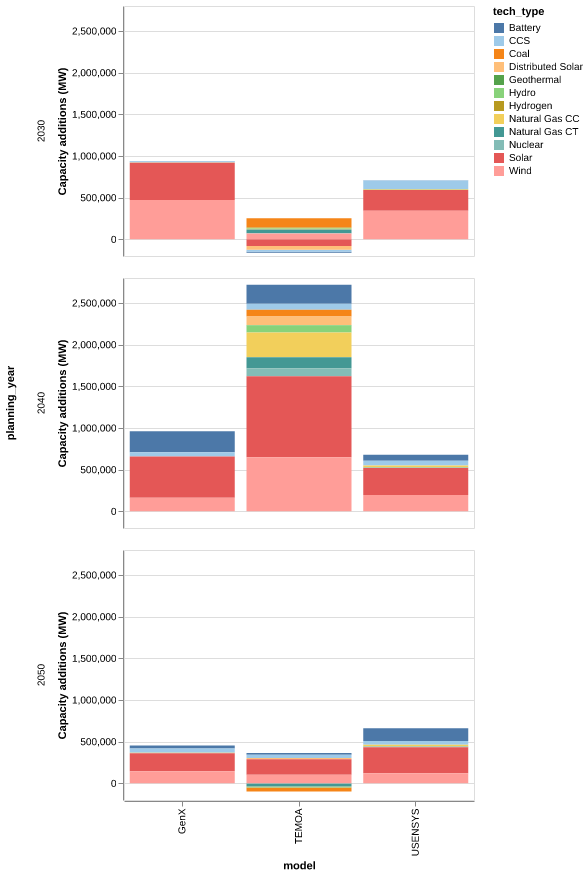 tech_type
Battery
CCS
Coal
Distributed Solar
Geothermal
Hydro
Hydrogen
Natural Gas CC
Natural Gas CT
Nuclear
Solar
Wind
planning_year
2030
Capacity additions (MW)
2,500,000
2,000,000
1,500,000
1,000,000
500,000
0
2040
Capacity additions (MW)
2,500,000
2,000,000
1,500,000
1,000,000
500,000
0
2050
Capacity additions (MW)
2,500,000
2,000,000
1,500,000
1,000,000
500,000
0
GenX
TEMOA
USENSYS
model